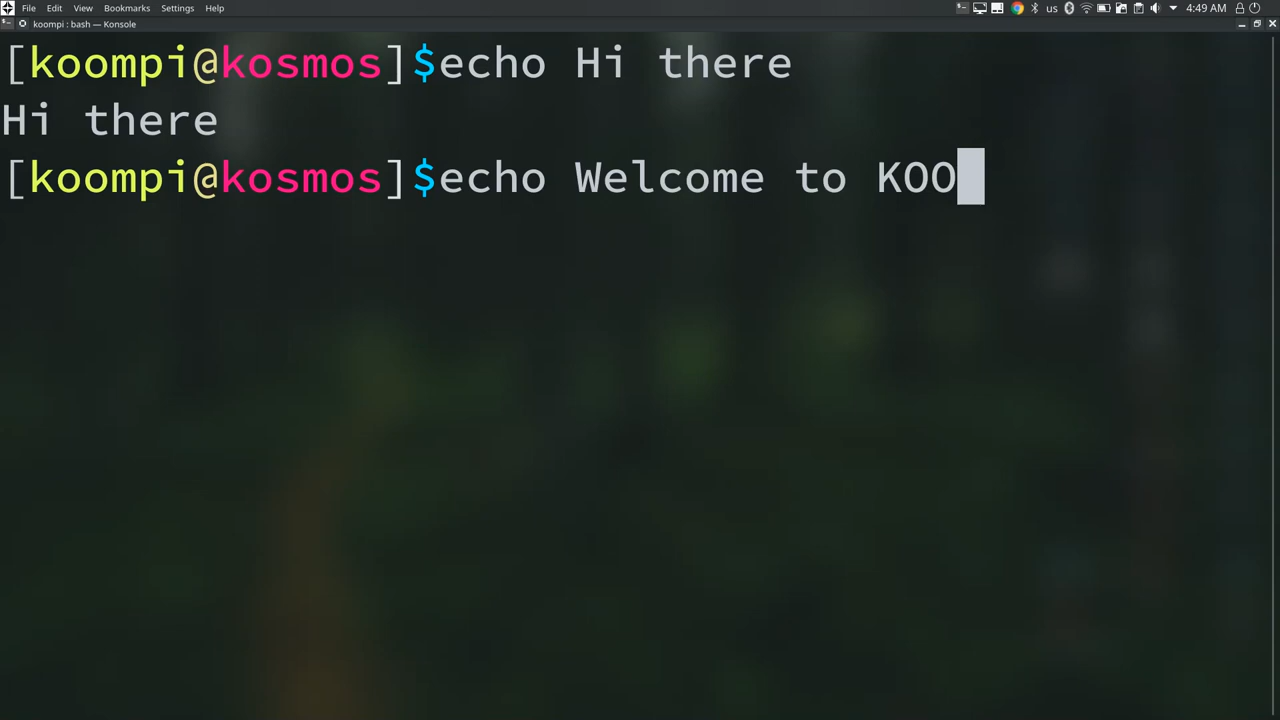 File Edit View Bookmarks Settings Help us 4:49 AM
koompi : bash — Konsole
[koompi@kosmos]$echo Hi there
Hi there
[koompi@kosmos]$echo Welcome to KOO